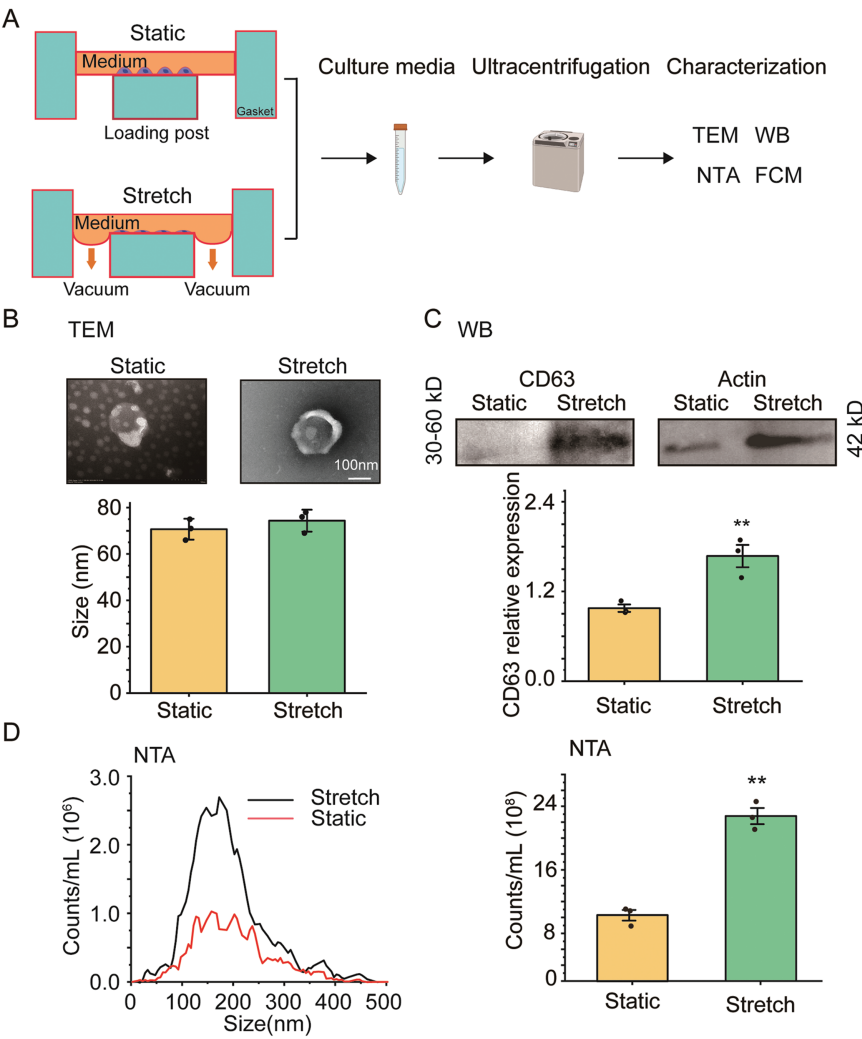 A
Static
Medium
Gasket
Loading post
Stretch
Medium
Vacuum Vacuum
Culture media Ultracentrifugation Characterization
TEM WB
NTA FCM
B
TEM
Static Stretch
100nm
Size (nm)
80
60
40
20
0
Static Stretch
C
WB
CD63 Actin
Static Stretch Static Stretch
30-60 kD
42 kD
CD63 relative expression
2.4
1.2
0.0
**
Static Stretch
D
NTA
Counts/mL (10⁶)
3.0
2.0
1.0
0.0
Stretch
Static
0 100 200 300 400 500
Size(nm)
NTA
Counts/mL (10⁸)
24
16
8
0
**
Static Stretch